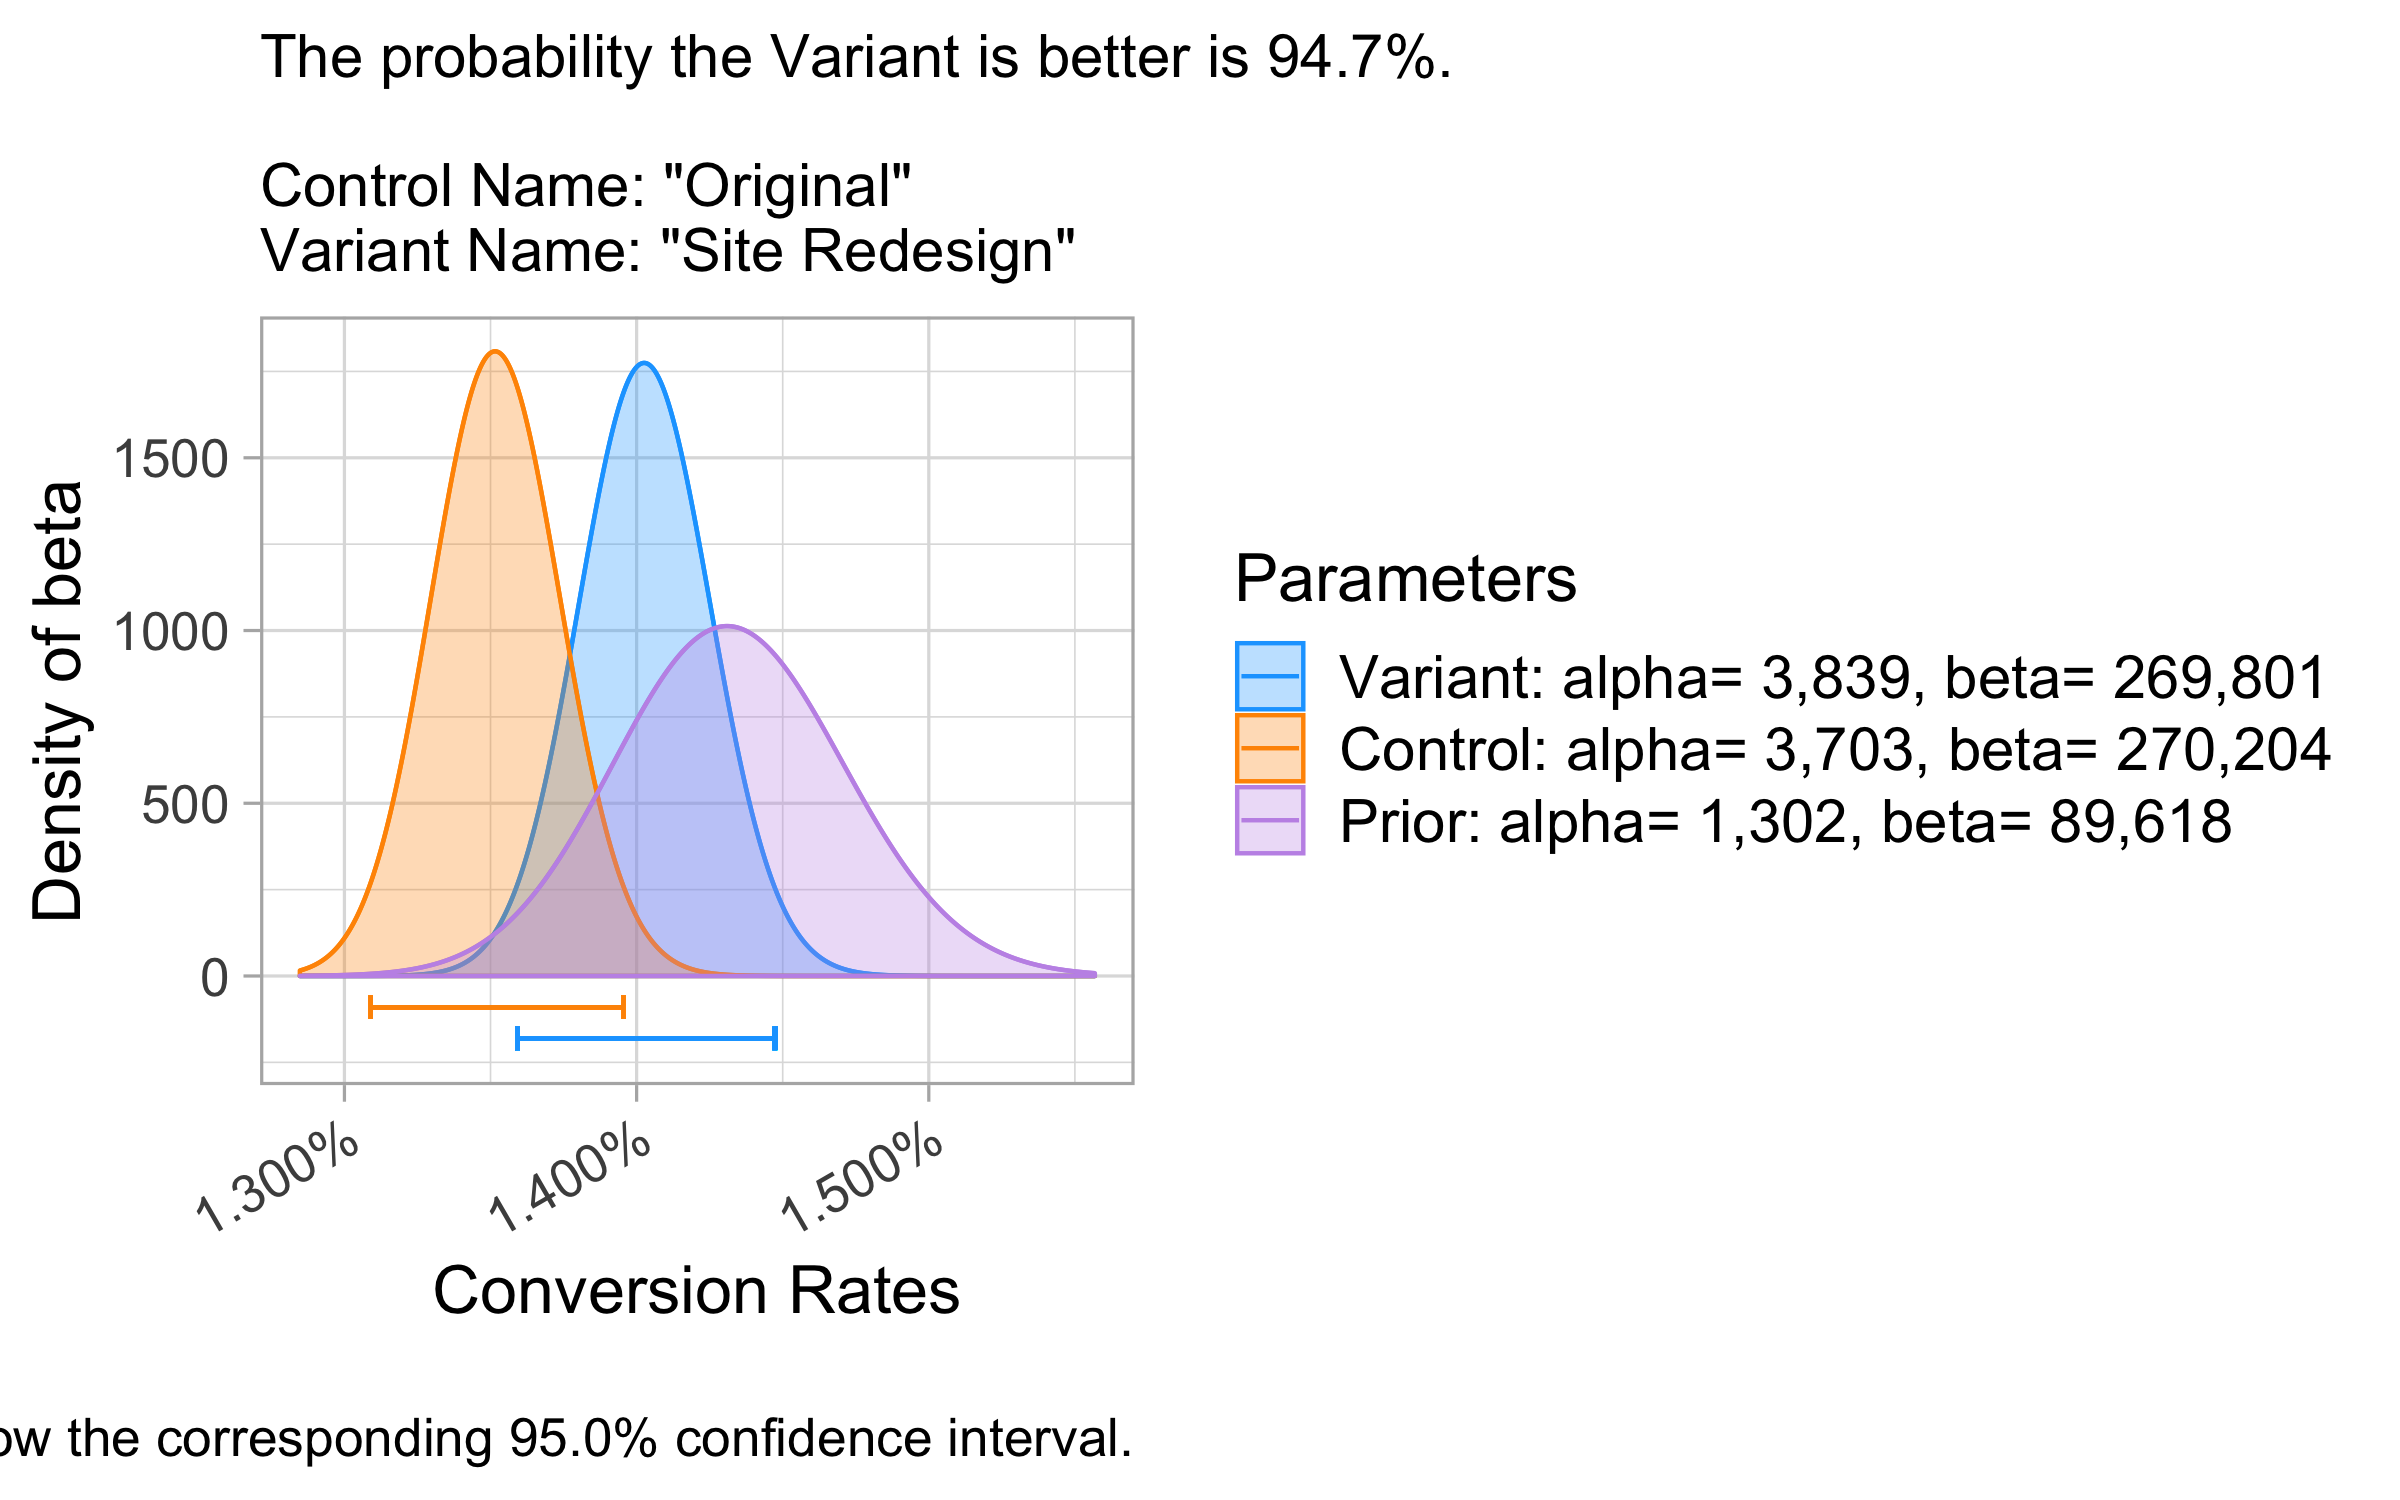 The probability the Variant is better is 94.7%.
Control Name: "Original"
Variant Name: "Site Redesign"
1500
1000
500
0
Density of beta
1.300%
1.400%
1.500%
Conversion Rates
Parameters
Variant: alpha= 3,839, beta= 269,801
Control: alpha= 3,703, beta= 270,204
Prior: alpha= 1,302, beta= 89,618
the corresponding 95.0% confidence interval.